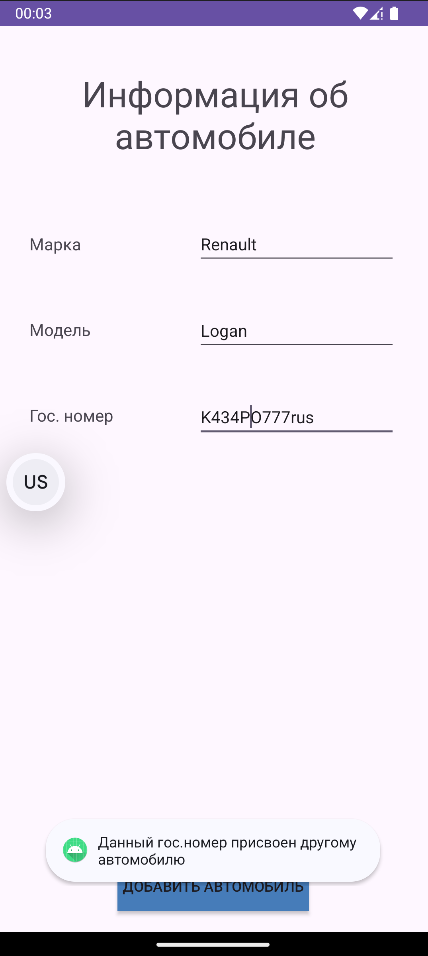 00:03
Информация об
автомобиле
Марка
Renault
Модель
Logan
Гос. номер
K434PO777rus
US
Данный гос.номер присвоен другому
автомобилю
ДОБАВИТЬ АВТОМОБИЛЬ